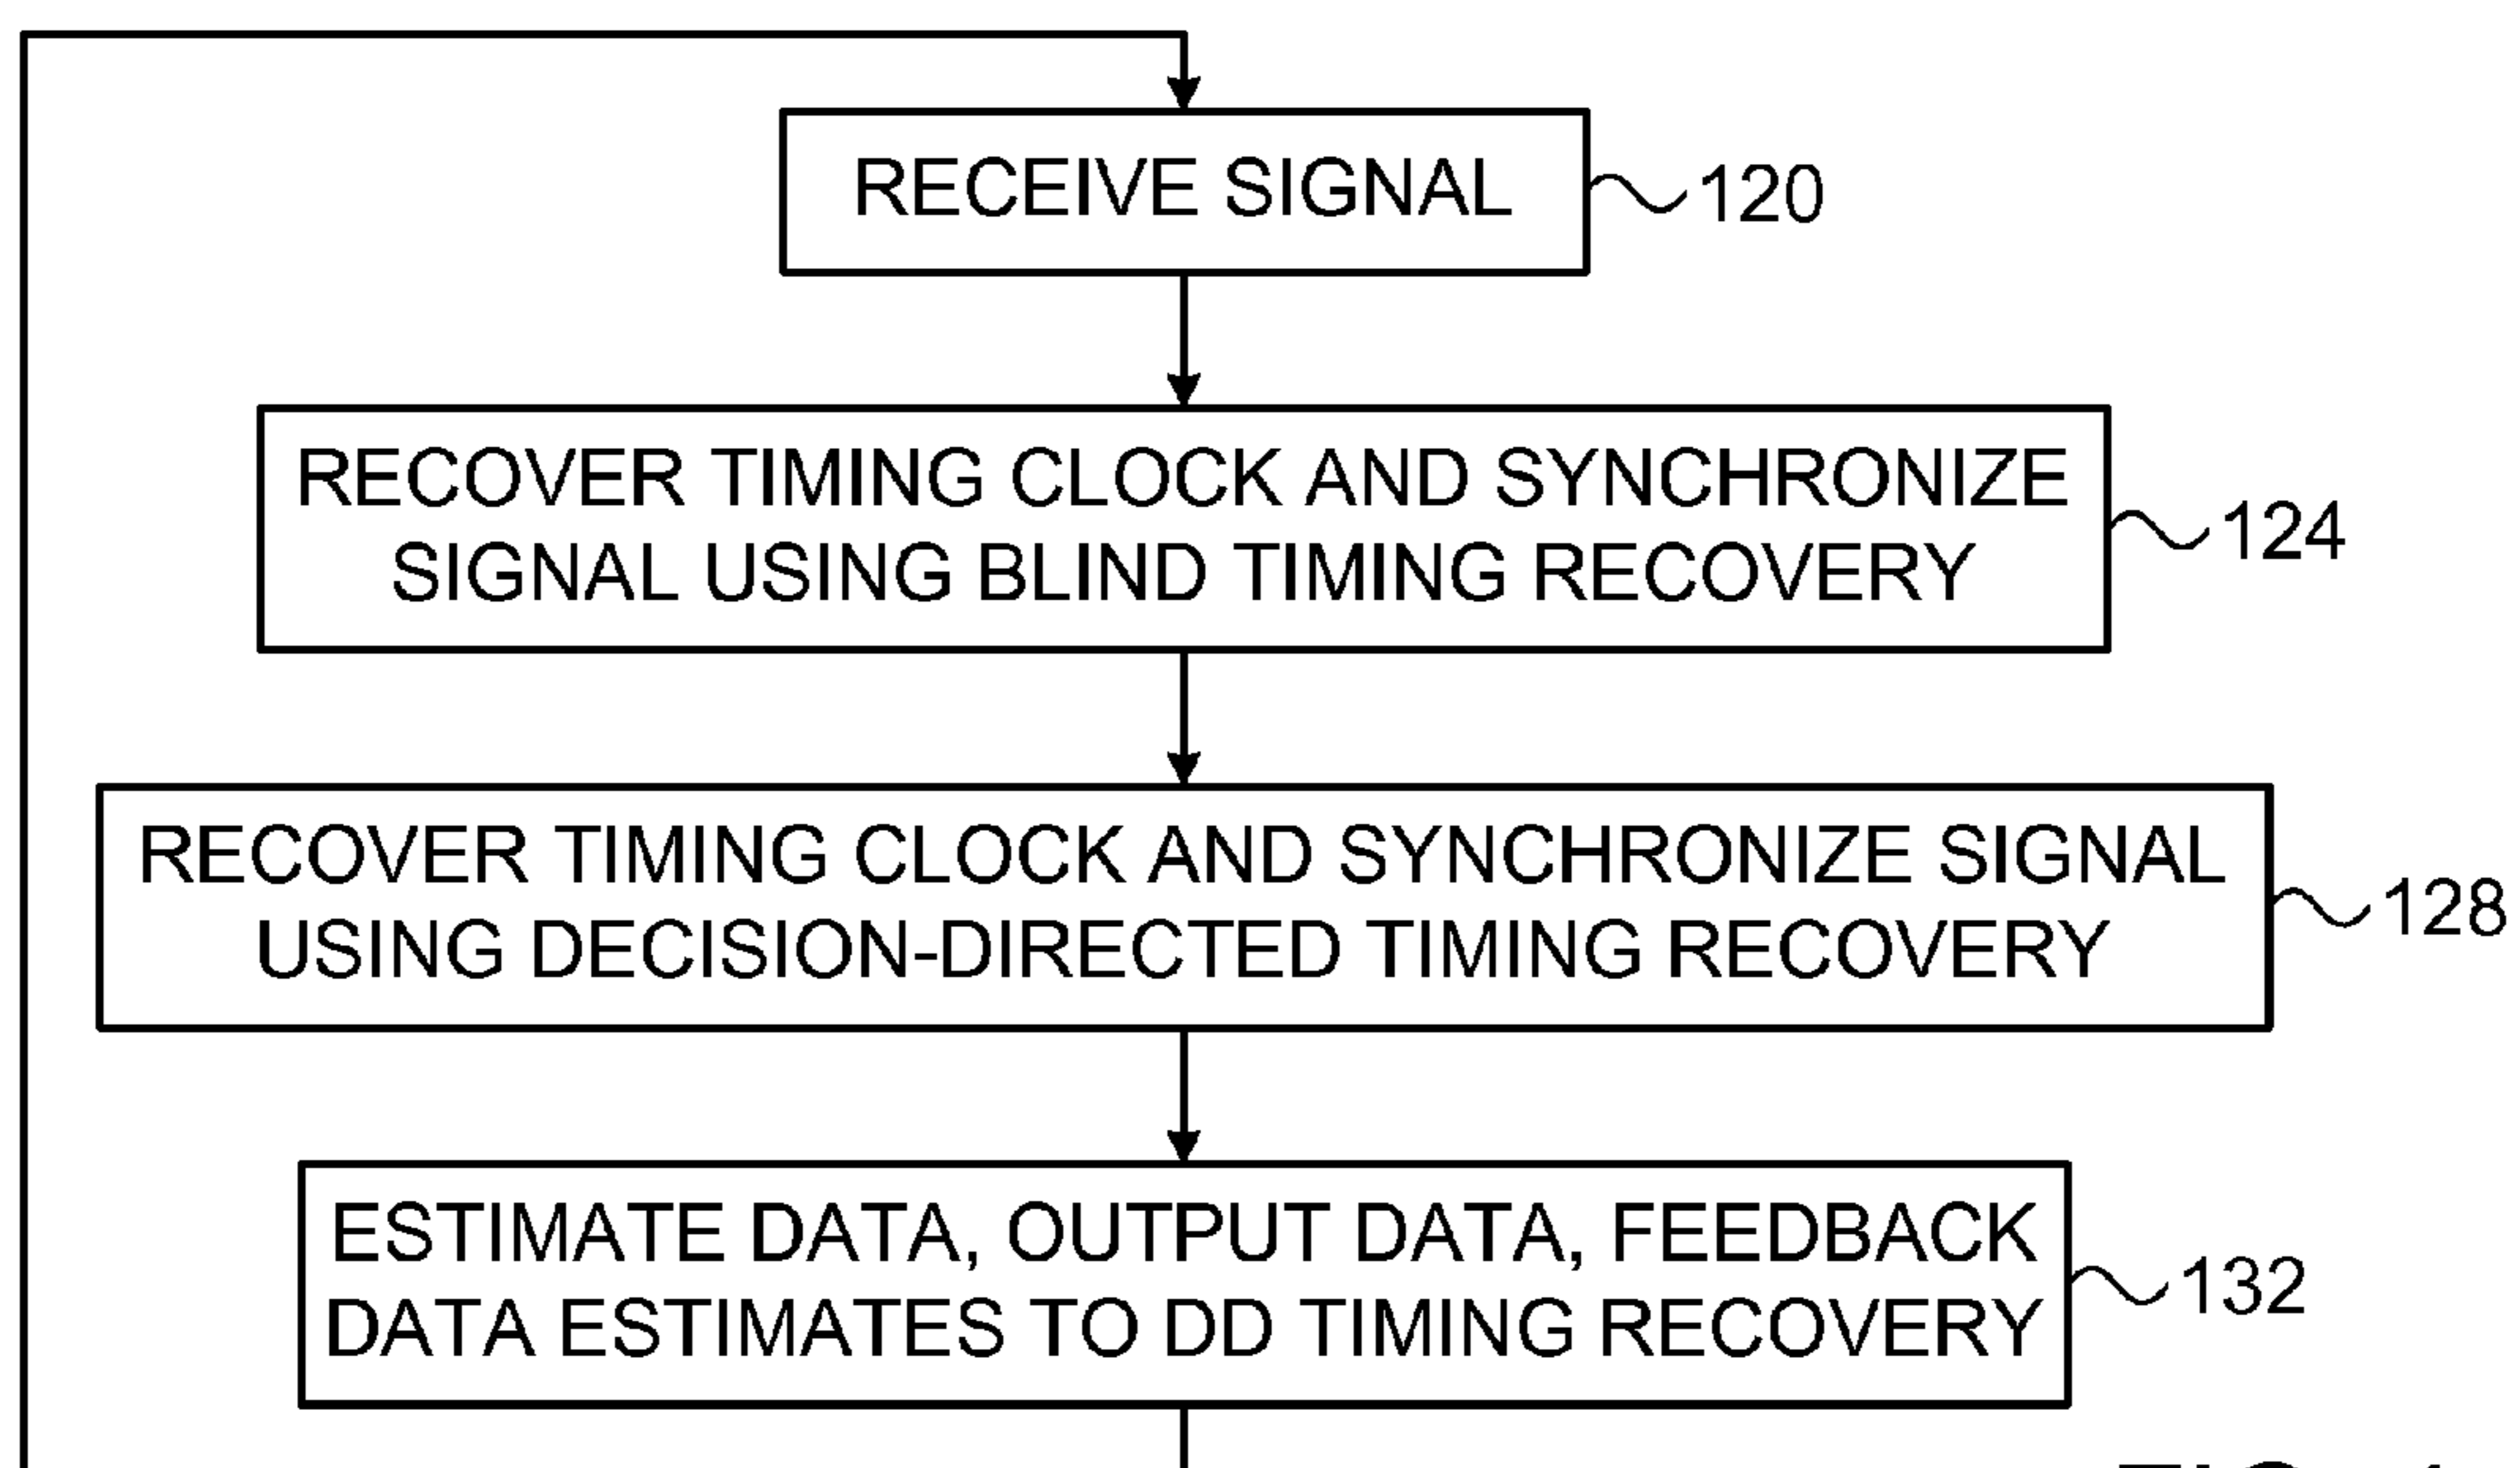 RECEIVE SIGNAL
120
RECOVER TIMING CLOCK AND SYNCHRONIZE
SIGNAL USING BLIND TIMING RECOVERY
124
RECOVER TIMING CLOCK AND SYNCHRONIZE SIGNAL
USING DECISION-DIRECTED TIMING RECOVERY
128
ESTIMATE DATA, OUTPUT DATA, FEEDBACK
DATA ESTIMATES TO DD TIMING RECOVERY
132